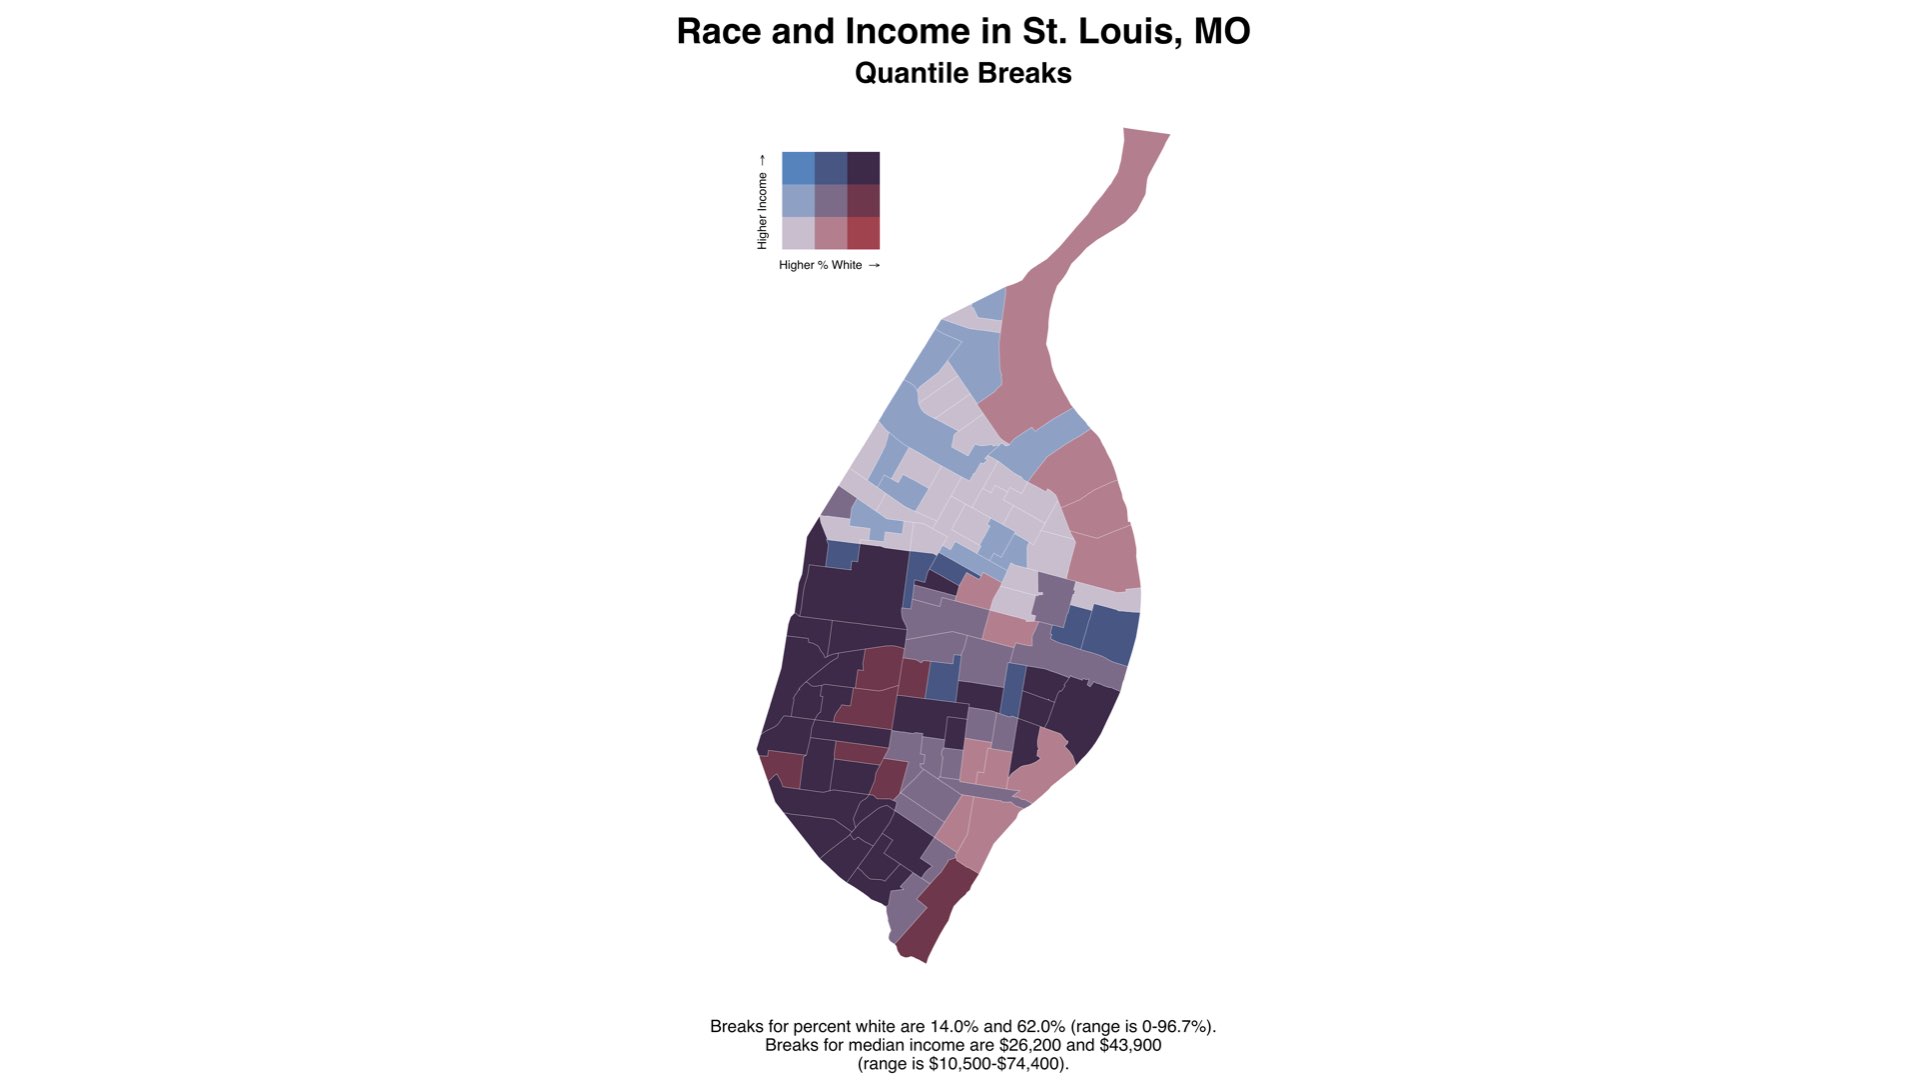 Race and Income in St. Louis, MO
Quantile Breaks
Higher Income →
Higher % White →
Breaks for percent white are 14.0% and 62.0% (range is 0-96.7%).
Breaks for median income are $26,200 and $43,900
(range is $10,500-$74,400).